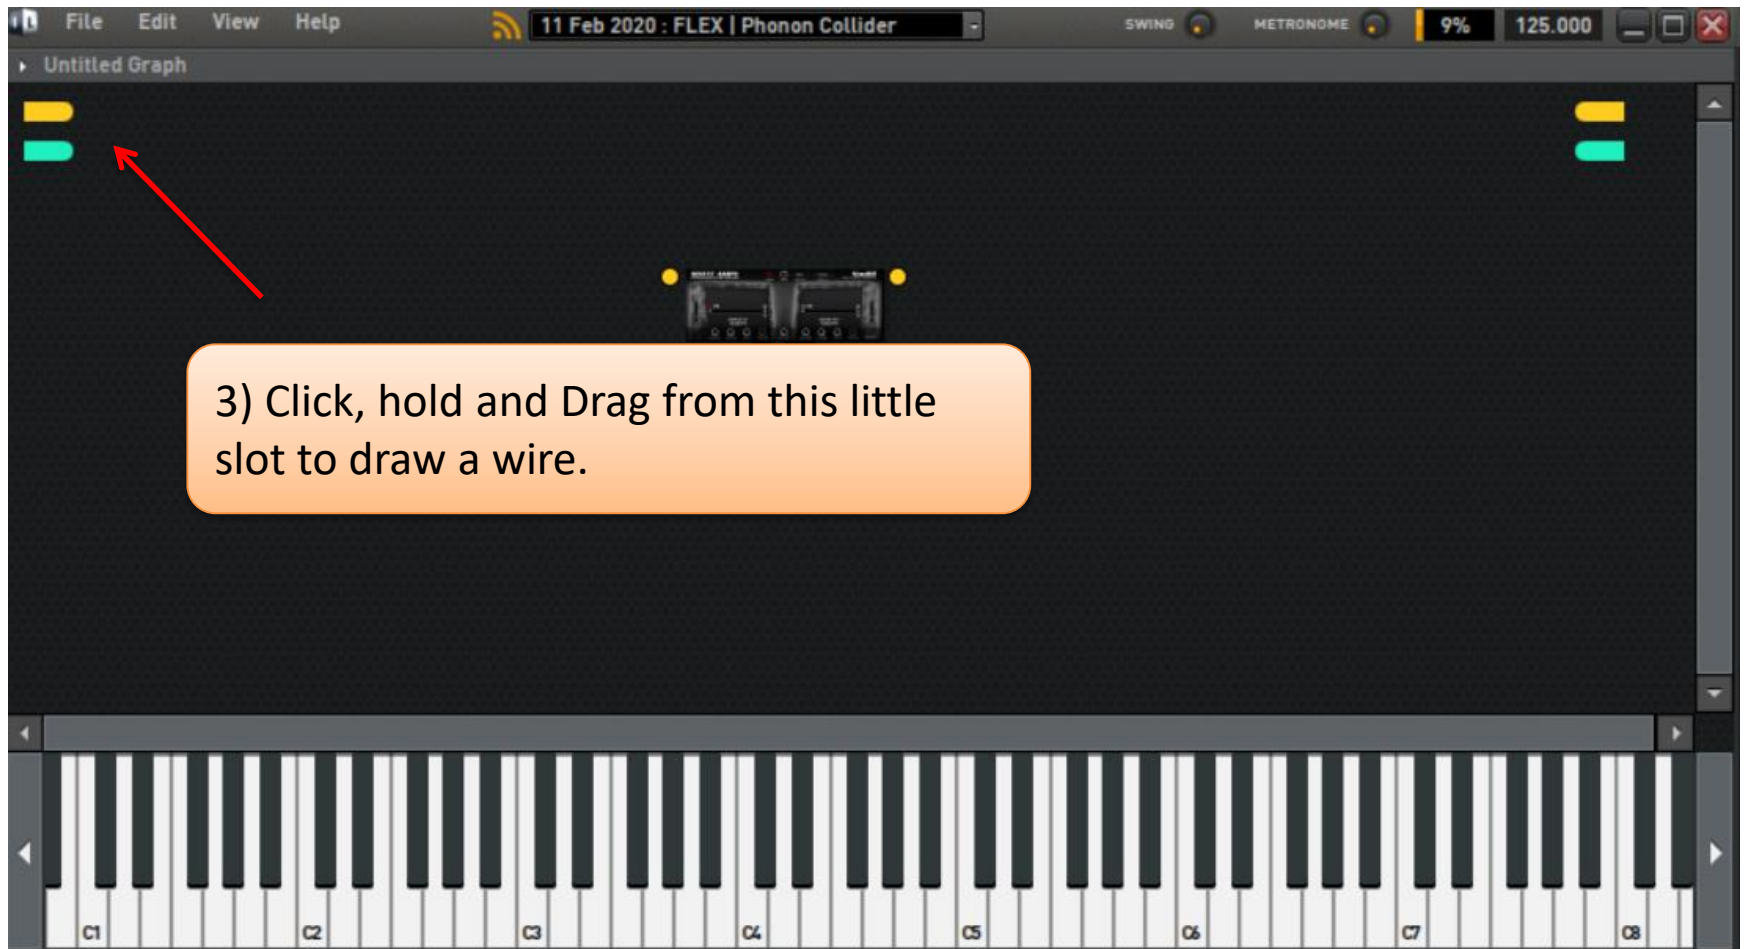 File Edit View Help 11 Feb 2020 : FLEX | Phonon Collider SWING METRONOME 9% 125.000
Untitled Graph
3) Click, hold and Drag from this little
slot to draw a wire.
C1 C2 C3 C4 C5 C6 C7 C8